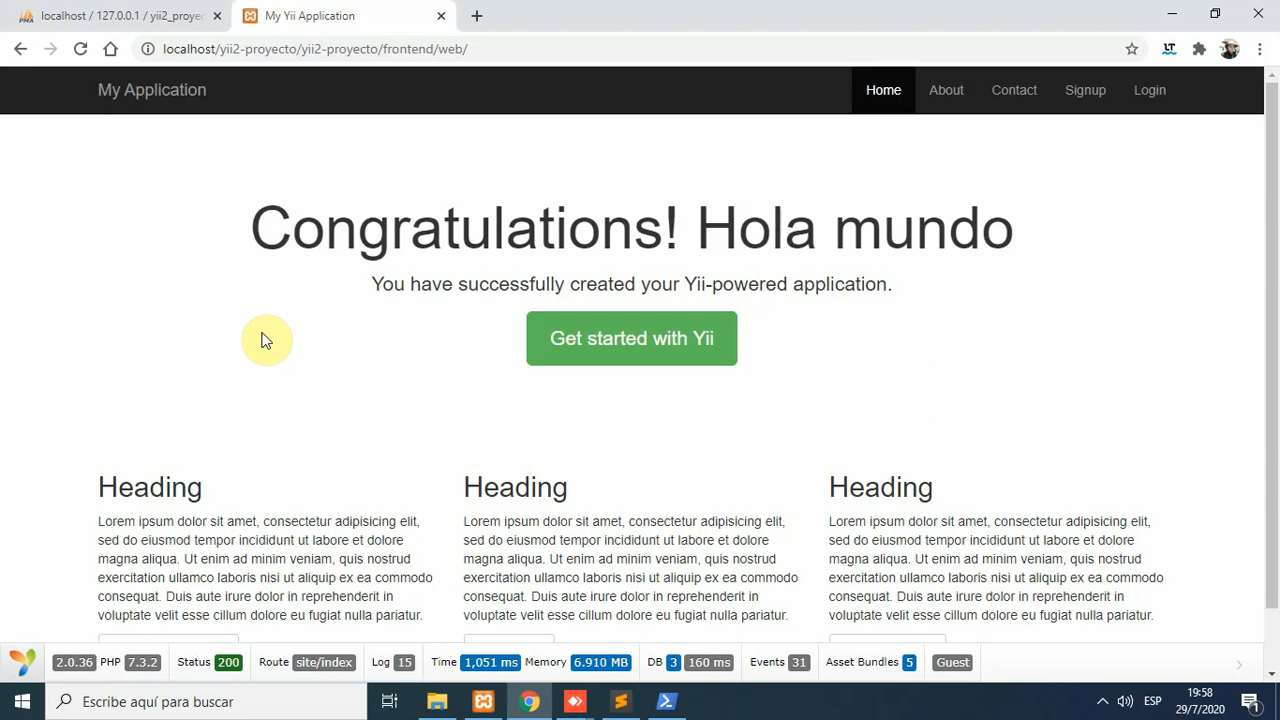 localhost / 127.0.0.1 / yii2_proye
My Yii Application
localhost/yii2-proyecto/yii2-proyecto/frontend/web/
LT
My Application
Home
About
Contact
Signup
Login
Congratulations! Hola mundo
You have successfully created your Yii-powered application.
Get started with Yii
Heading
Lorem ipsum dolor sit amet, consectetur adipisicing elit,
sed do eiusmod tempor incididunt ut labore et dolore
magna aliqua. Ut enim ad minim veniam, quis nostrud
exercitation ullamco laboris nisi ut aliquip ex ea commodo
consequat. Duis aute irure dolor in reprehenderit in
voluptate velit esse cillum dolore eu fugiat nulla pariatur.
Heading
Lorem ipsum dolor sit amet, consectetur adipisicing elit,
sed do eiusmod tempor incididunt ut labore et dolore
magna aliqua. Ut enim ad minim veniam, quis nostrud
exercitation ullamco laboris nisi ut aliquip ex ea commodo
consequat. Duis aute irure dolor in reprehenderit in
voluptate velit esse cillum dolore eu fugiat nulla pariatur.
Heading
Lorem ipsum dolor sit amet, consectetur adipisicing elit,
sed do eiusmod tempor incididunt ut labore et dolore
magna aliqua. Ut enim ad minim veniam, quis nostrud
exercitation ullamco laboris nisi ut aliquip ex ea commodo
consequat. Duis aute irure dolor in reprehenderit in
voluptate velit esse cillum dolore eu fugiat nulla pariatur.
2.0.36 PHP 7.3.2 Status 200 Route site/index Log 15 Time 1,051 ms Memory 6.910 MB DB 3 160 ms Events 31 Asset Bundles 5 Guest
Escribe aquí para buscar
ESP
19:58
29/7/2020
1